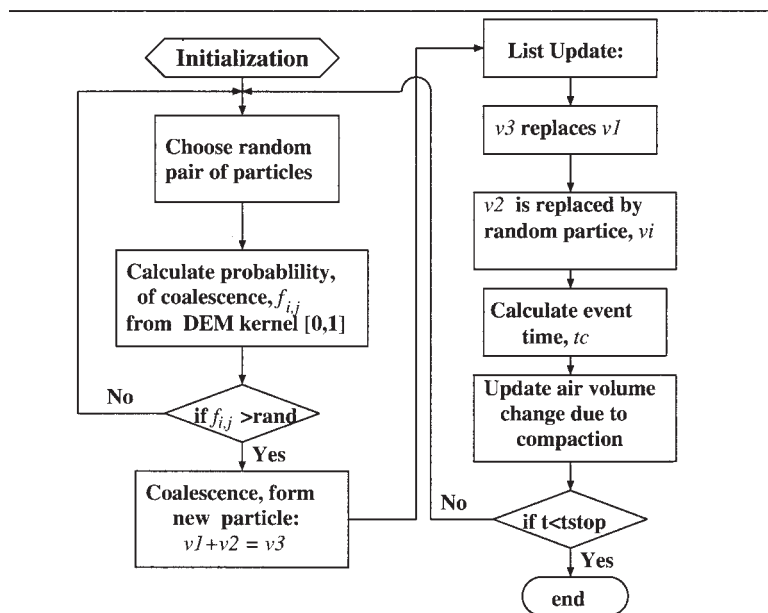 Initialization
Choose random
pair of particles
Calculate probablility,
of coalescence, f i,j
from DEM kernel [0,1]
No
if f i,j >rand
Yes
Coalescence, form
new particle:
v1+v2 = v3
List Update:
v3 replaces v1
v2 is replaced by
random partice, vi
Calculate event
time, tc
Update air volume
change due to
compaction
No
if t<tstop
Yes
end